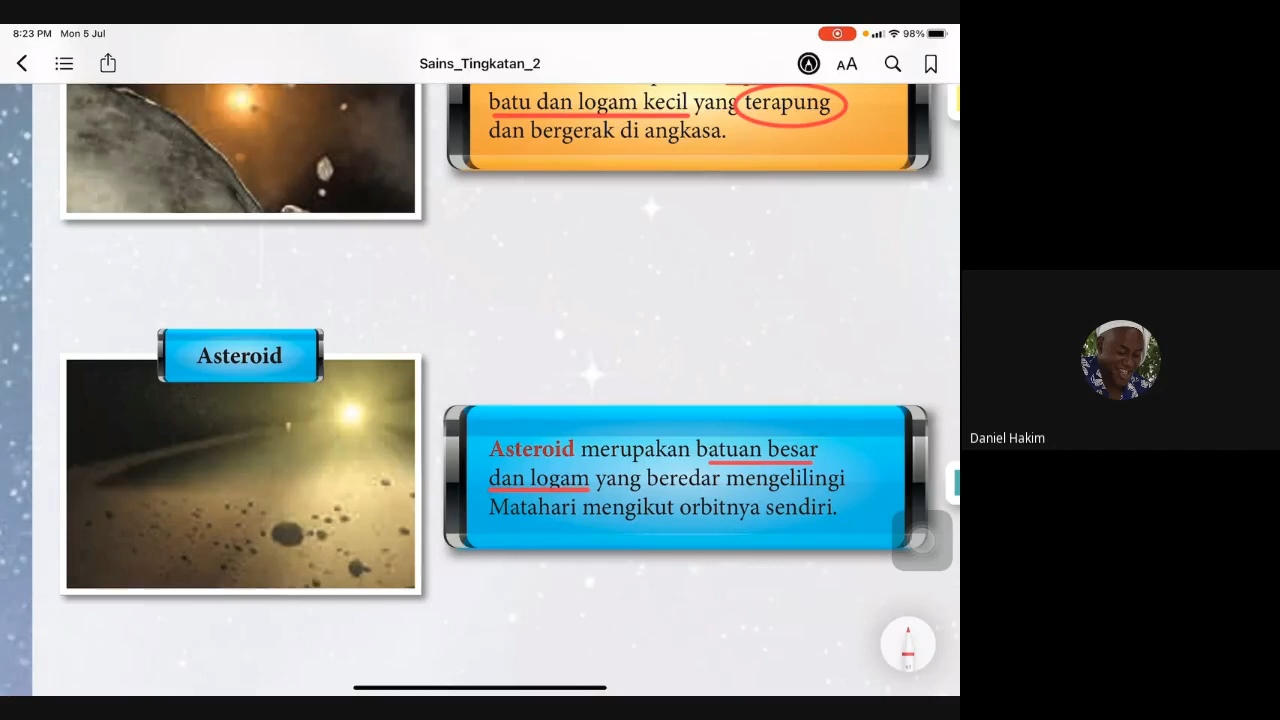 8:23 PM Mon 5 Jul
98%
Sains_Tingkatan_2
AA
batu dan logam kecil yang terapung
dan bergerak di angkasa.
Asteroid
Asteroid merupakan batuan besar
dan logam yang beredar mengelilingi
Matahari mengikut orbitnya sendiri.
Daniel Hakim